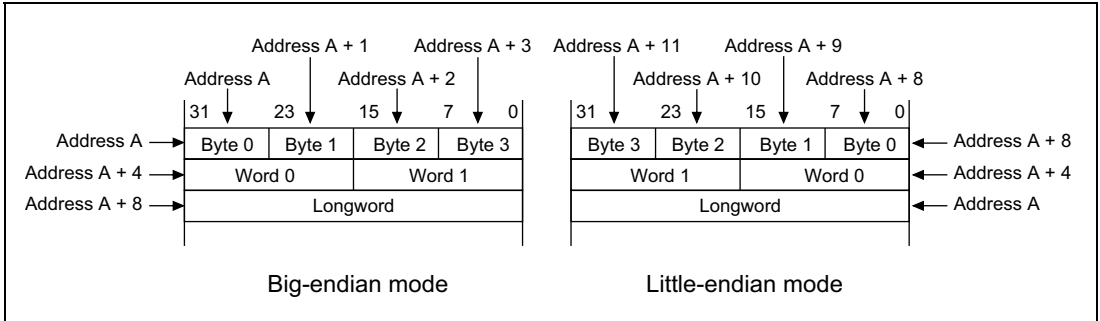 Address A + 1 Address A + 3 Address A + 11 Address A + 9
Address A Address A + 2 Address A + 10 Address A + 8
31 23 15 7 0 31 23 15 7 0
Address A Byte 0 Byte 1 Byte 2 Byte 3 Byte 3 Byte 2 Byte 1 Byte 0 Address A + 8
Address A + 4 Word 0 Word 1 Word 1 Word 0 Address A + 4
Address A + 8 Longword Longword Address A
Big-endian mode Little-endian mode